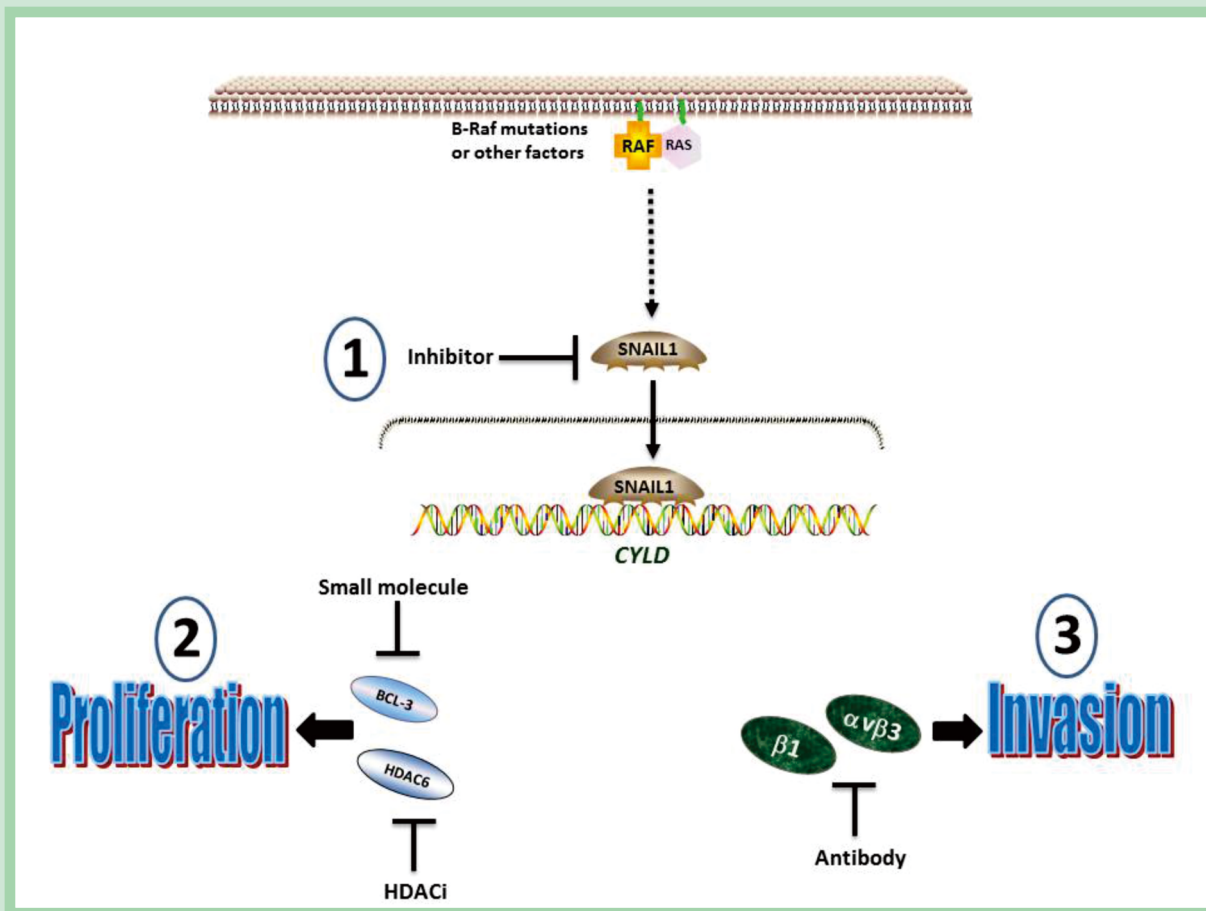 B-Raf mutations
or other factors
RAF
RAS
1
Inhibitor
SNAIL1
SNAIL1
CYLD
Small molecule
2
Proliferation
BCL-3
HDAC6
HDACi
3
Invasion
β1
αvβ3
Antibody